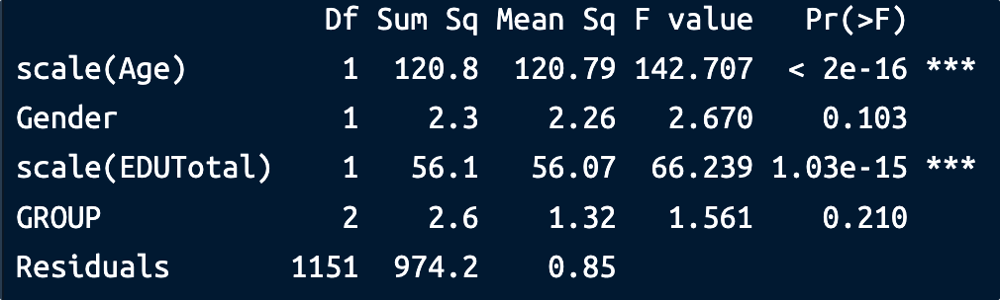 Df Sum Sq Mean Sq F value Pr(>F)
scale(Age) 1 120.8 120.79 142.707 < 2e-16 ***
Gender 1 2.3 2.26 2.670 0.103
scale(EDUTotal) 1 56.1 56.07 66.239 1.03e-15 ***
GROUP 2 2.6 1.32 1.561 0.210
Residuals 1151 974.2 0.85